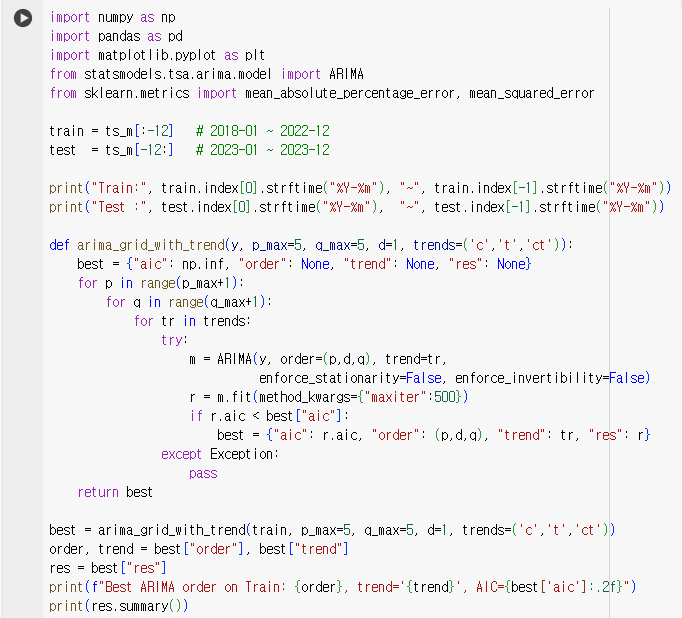 import numpy as np
import pandas as pd
import matplotlib.pyplot as plt
from statsmodels.tsa.arima.model import ARIMA
from sklearn.metrics import mean_absolute_percentage_error, mean_squared_error

train = ts_m[:-12]   # 2018-01 ~ 2022-12
test  = ts_m[-12:]   # 2023-01 ~ 2023-12

print("Train:", train.index[0].strftime("%Y-%m"), "~", train.index[-1].strftime("%Y-%m"))
print("Test :", test.index[0].strftime("%Y-%m"),  "~", test.index[-1].strftime("%Y-%m"))

def arima_grid_with_trend(y, p_max=5, q_max=5, d=1, trends=('c','t','ct')):
    best = {"aic": np.inf, "order": None, "trend": None, "res": None}
    for p in range(p_max+1):
        for q in range(q_max+1):
            for tr in trends:
                try:
                    m = ARIMA(y, order=(p,d,q), trend=tr,
                              enforce_stationarity=False, enforce_invertibility=False)
                    r = m.fit(method_kwargs={"maxiter":500})
                    if r.aic < best["aic"]:
                        best = {"aic": r.aic, "order": (p,d,q), "trend": tr, "res": r}
                except Exception:
                    pass
    return best

best = arima_grid_with_trend(train, p_max=5, q_max=5, d=1, trends=('c','t','ct'))
order, trend = best["order"], best["trend"]
res = best["res"]
print(f"Best ARIMA order on Train: {order}, trend='{trend}', AIC={best['aic']:.2f}")
print(res.summary())